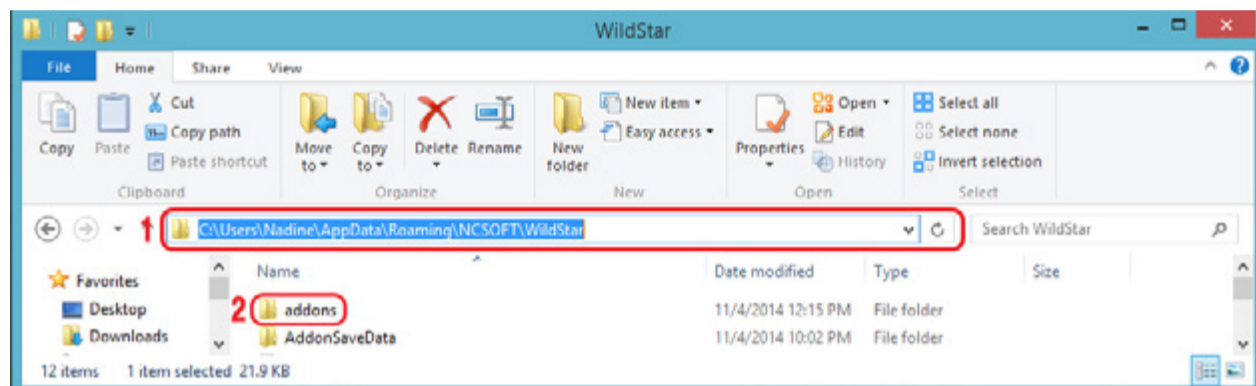 WildStar
File Home Share View
Copy
Paste
Cut
Copy path
Paste shortcut
Clipboard
Move to
Copy to
Delete
Rename
Organize
New folder
New item
Easy access
New
Properties
Open
Edit
History
Open
Select all
Select none
Invert selection
Select
1 C:\Users\Nadine\AppData\Roaming\NCSOFT\WildStar
Search WildStar
Favorites
Desktop
Downloads
Name Date modified Type Size
2 addons 11/4/2014 12:15 PM File folder
AddonSaveData 11/4/2014 10:02 PM File folder
12 items 1 item selected 21.9 KB